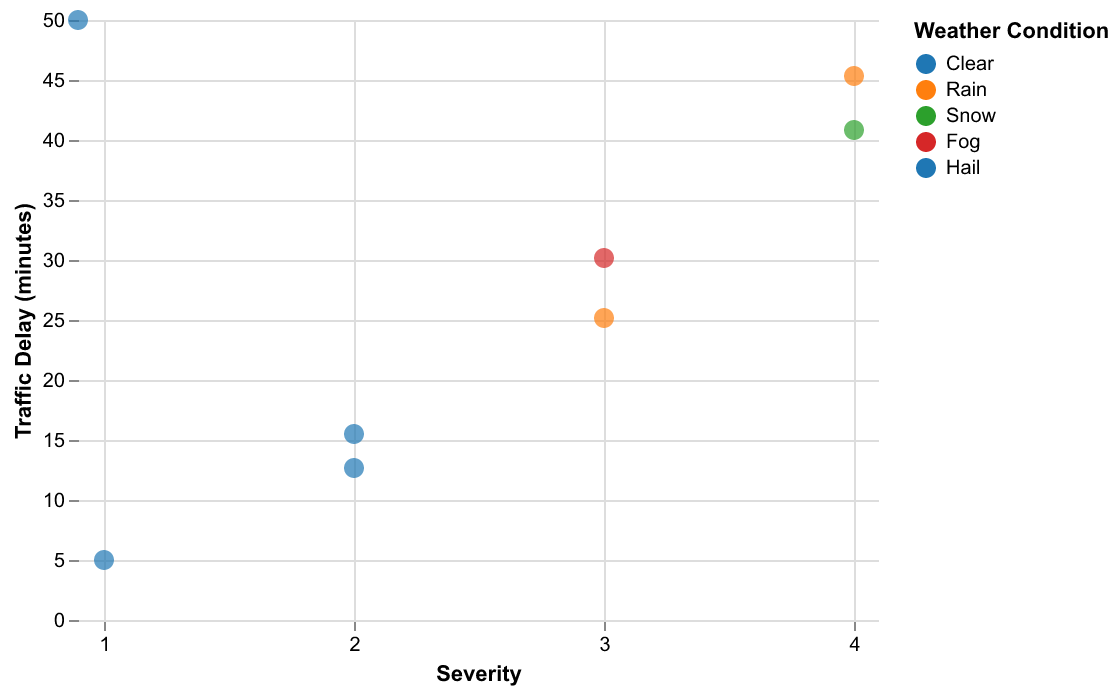 Weather Condition
Clear
Rain
Snow
Fog
Hail
Traffic Delay (minutes)
50
45
40
35
30
25
20
15
10
5
0
1 2 3 4
Severity